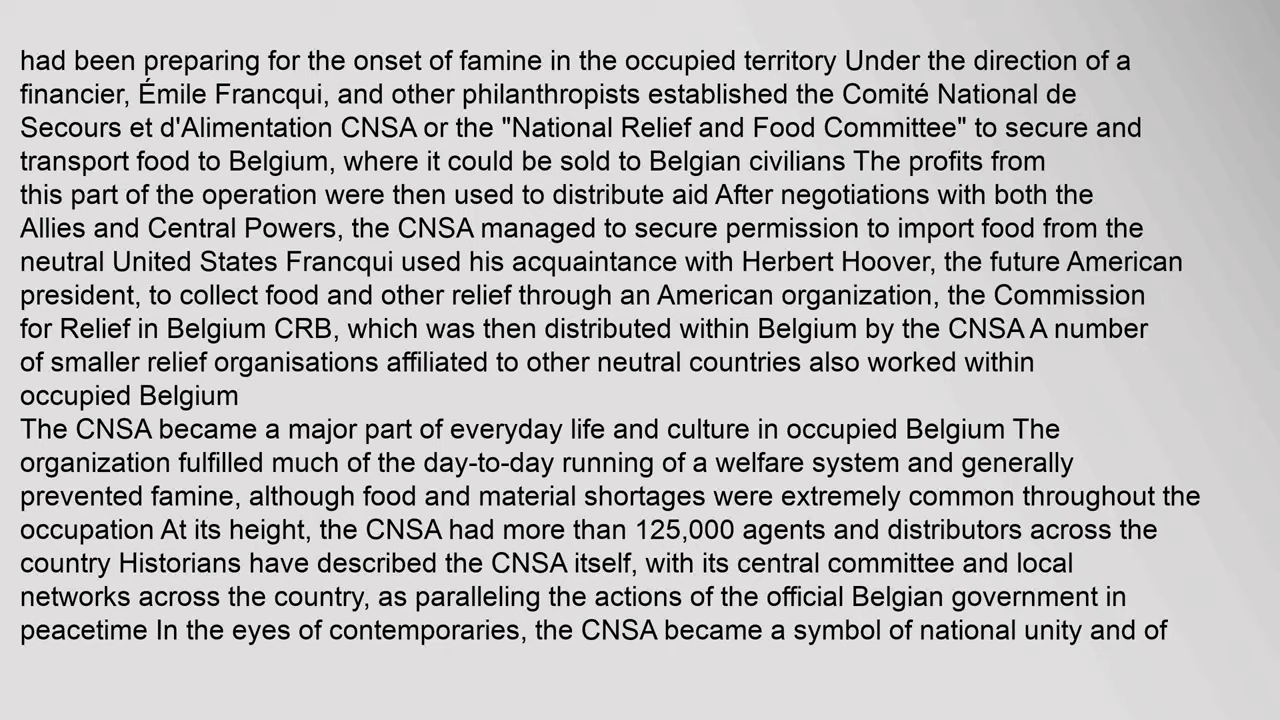 had been preparing for the onset of famine in the occupied territory Under the direction of a
financier, Émile Francqui, and other philanthropists established the Comité National de
Secours et d'Alimentation CNSA or the "National Relief and Food Committee" to secure and
transport food to Belgium, where it could be sold to Belgian civilians The profits from
this part of the operation were then used to distribute aid After negotiations with both the
Allies and Central Powers, the CNSA managed to secure permission to import food from the
neutral United States Francqui used his acquaintance with Herbert Hoover, the future American
president, to collect food and other relief through an American organization, the Commission
for Relief in Belgium CRB, which was then distributed within Belgium by the CNSA A number
of smaller relief organisations affiliated to other neutral countries also worked within
occupied Belgium
The CNSA became a major part of everyday life and culture in occupied Belgium The
organization fulfilled much of the day-to-day running of a welfare system and generally
prevented famine, although food and material shortages were extremely common throughout the
occupation At its height, the CNSA had more than 125,000 agents and distributors across the
country Historians have described the CNSA itself, with its central committee and local
networks across the country, as paralleling the actions of the official Belgian government in
peacetime In the eyes of contemporaries, the CNSA became a symbol of national unity and of